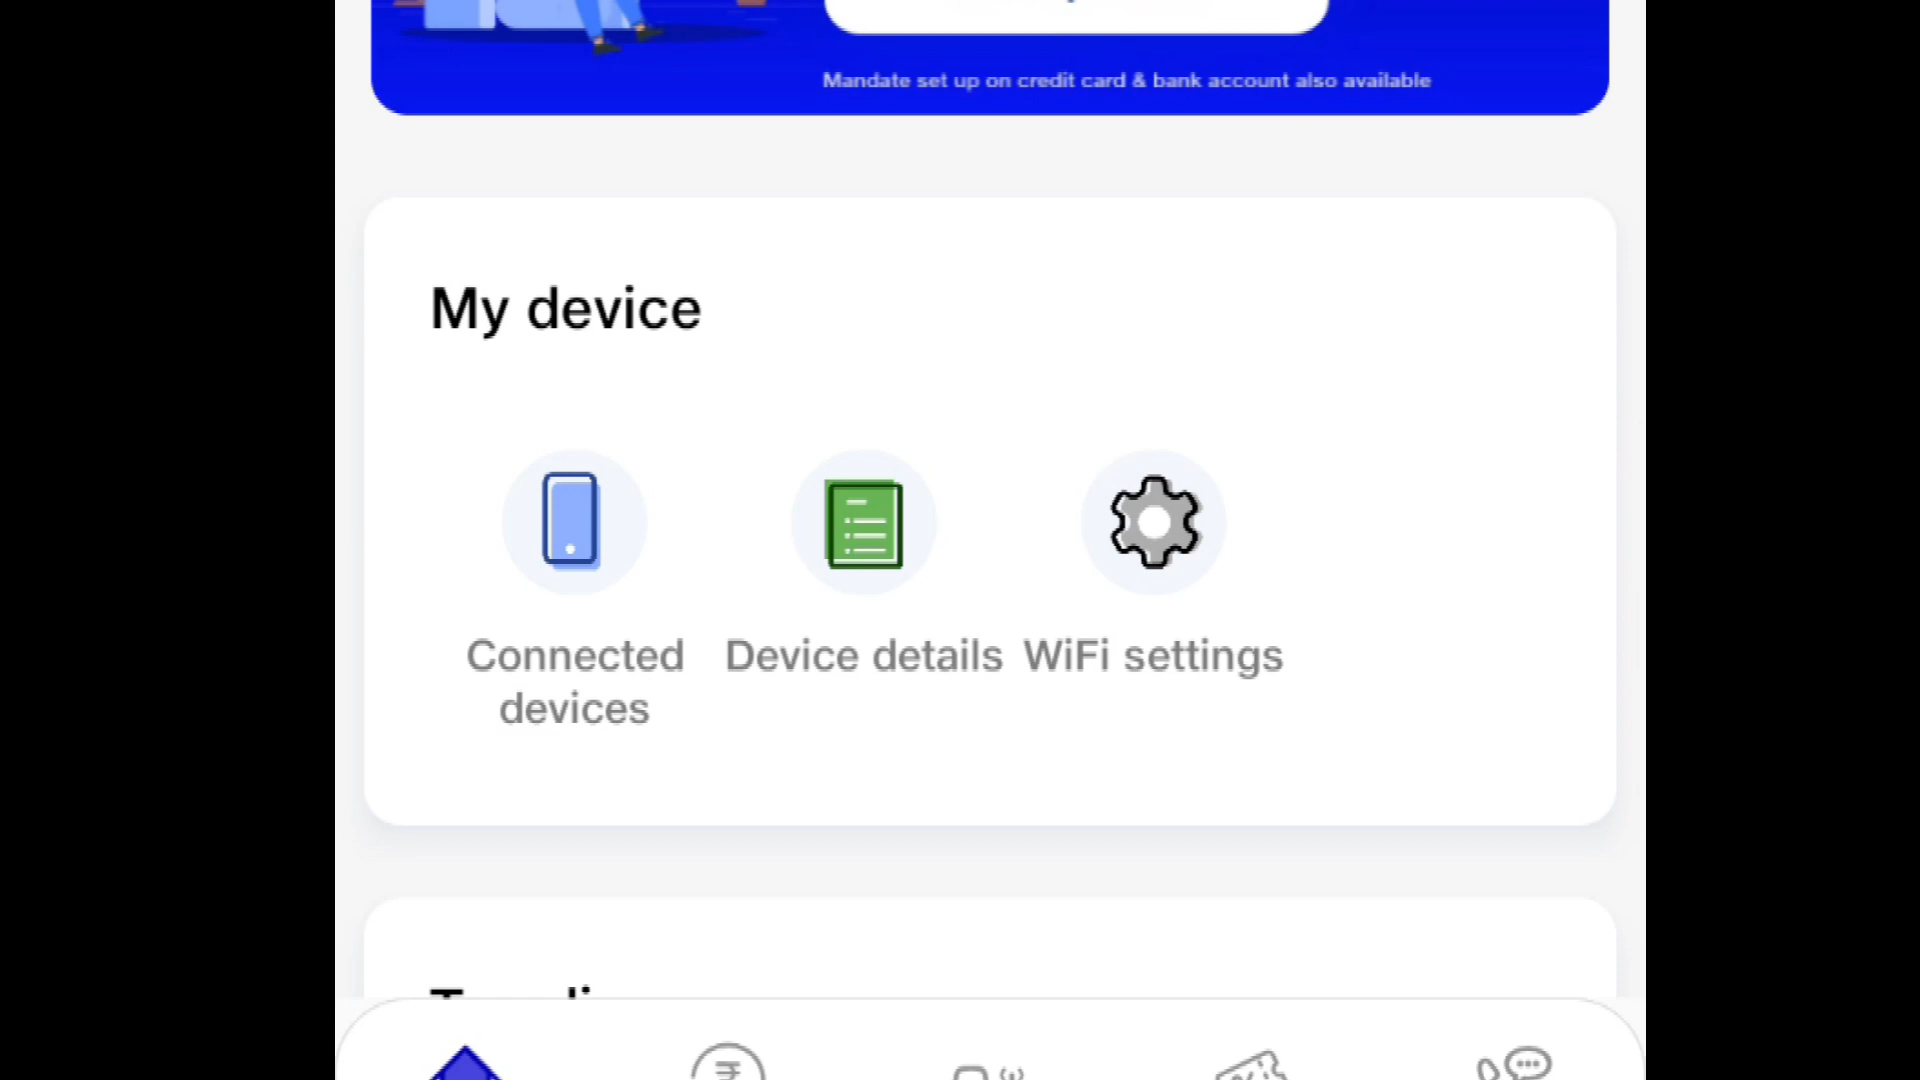 Mandate set up on credit card & bank account also available
My device
Connected
devices
Device details
WiFi settings